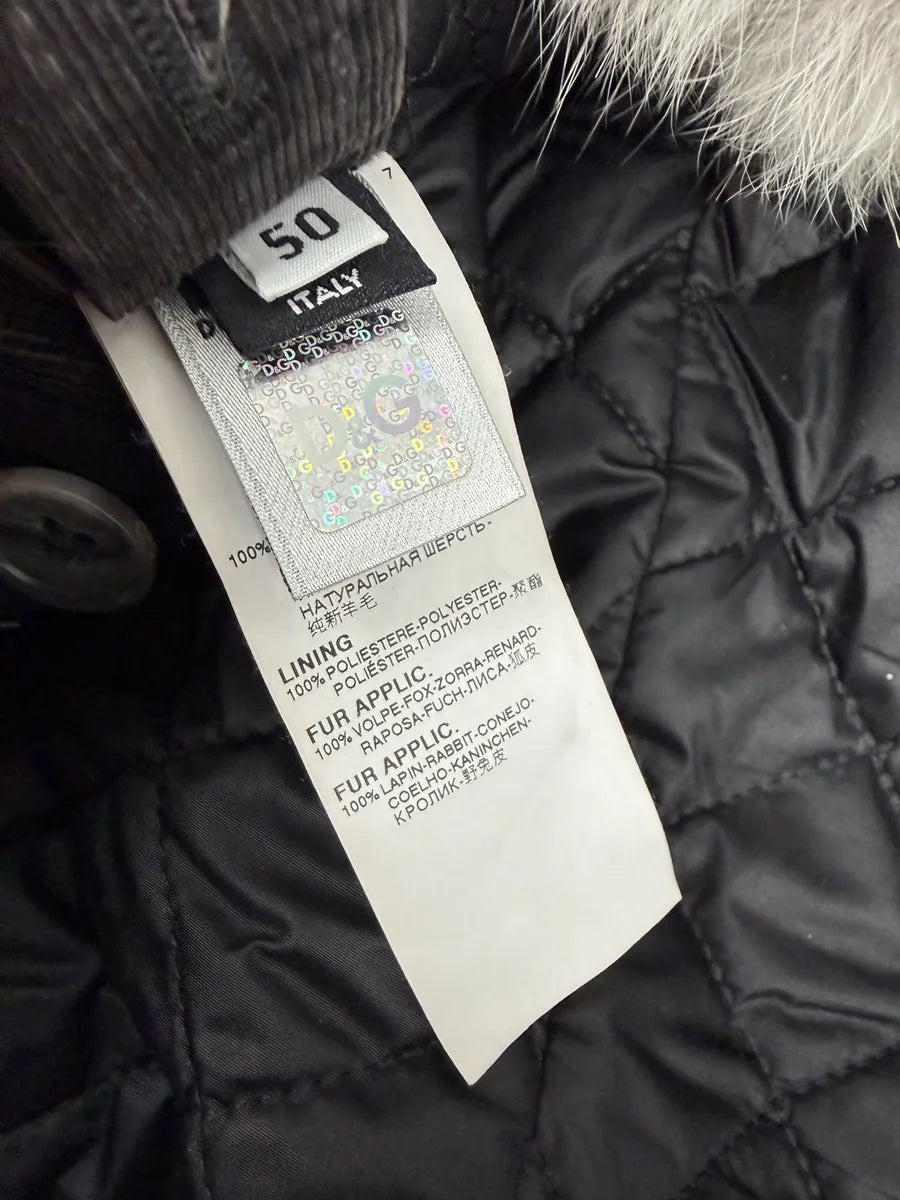 7
50
ITALY
D&G
100%
НАТУРАЛЬНАЯ ШЕРСТЬ-
纯新羊毛
LINING
100% POLIESTERE-POLYESTER-
POLIÉSTER-ПОЛИЭСТЕР-聚酯
FUR APPLIC.
100% VOLPE-FOX-ZORRA-RENARD-
RAPOSA-FUCH-ЛИСА-狐皮
FUR APPLIC.
100% LAPIN-RABBIT-CONEJO-
COELHO-KANINCHEN-
КРОЛИК-野兔皮